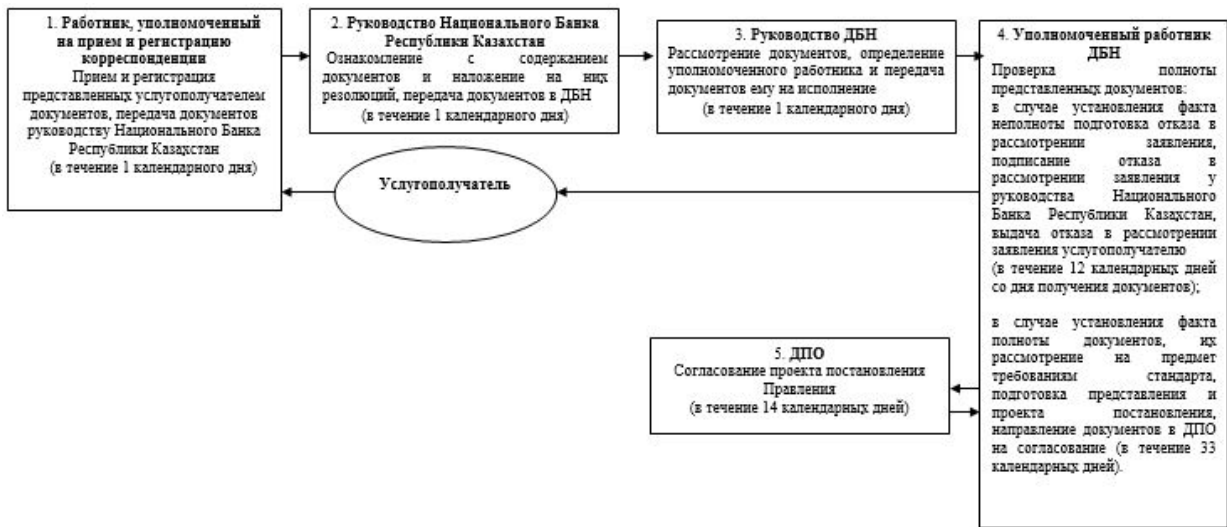 1. Работник, уполномоченный
на прием и регистрацию
корреспонденции
Прием и регистрация
представленных услугополучателем
документов, передача документов
руководству Национального Банка
Республики Казахстан
(в течение 1 календарного дня)
2. Руководство Национального Банка
Республики Казахстан
Ознакомление с содержанием
документов и наложение на них
резолюций, передача документов в ДБН
(в течение 1 календарного дня)
3. Руководство ДБН
Рассмотрение документов, определение
уполномоченного работника и передача
документов ему на исполнение
(в течение 1 календарного дня)
4. Уполномоченный работник
ДБН
Проверка полноты
представленных документов:
в случае установления факта
неполноты подготовка отказа в
рассмотрении заявления,
подписание отказа в
рассмотрении заявления у
руководства Национального
Банка Республики Казахстан,
выдача отказа в рассмотрении
заявления услугополучателю
(в течение 12 календарных дней
со дня получения документов);
в случае установления факта
полноты документов, их
рассмотрение на предмет
требованиям стандарта,
подготовка представления и
проекта постановления,
направление документов в ДПО
на согласование (в течение 33
календарных дней).
Услугополучатель
5. ДПО
Согласование проекта постановления
Правления
(в течение 14 календарных дней)